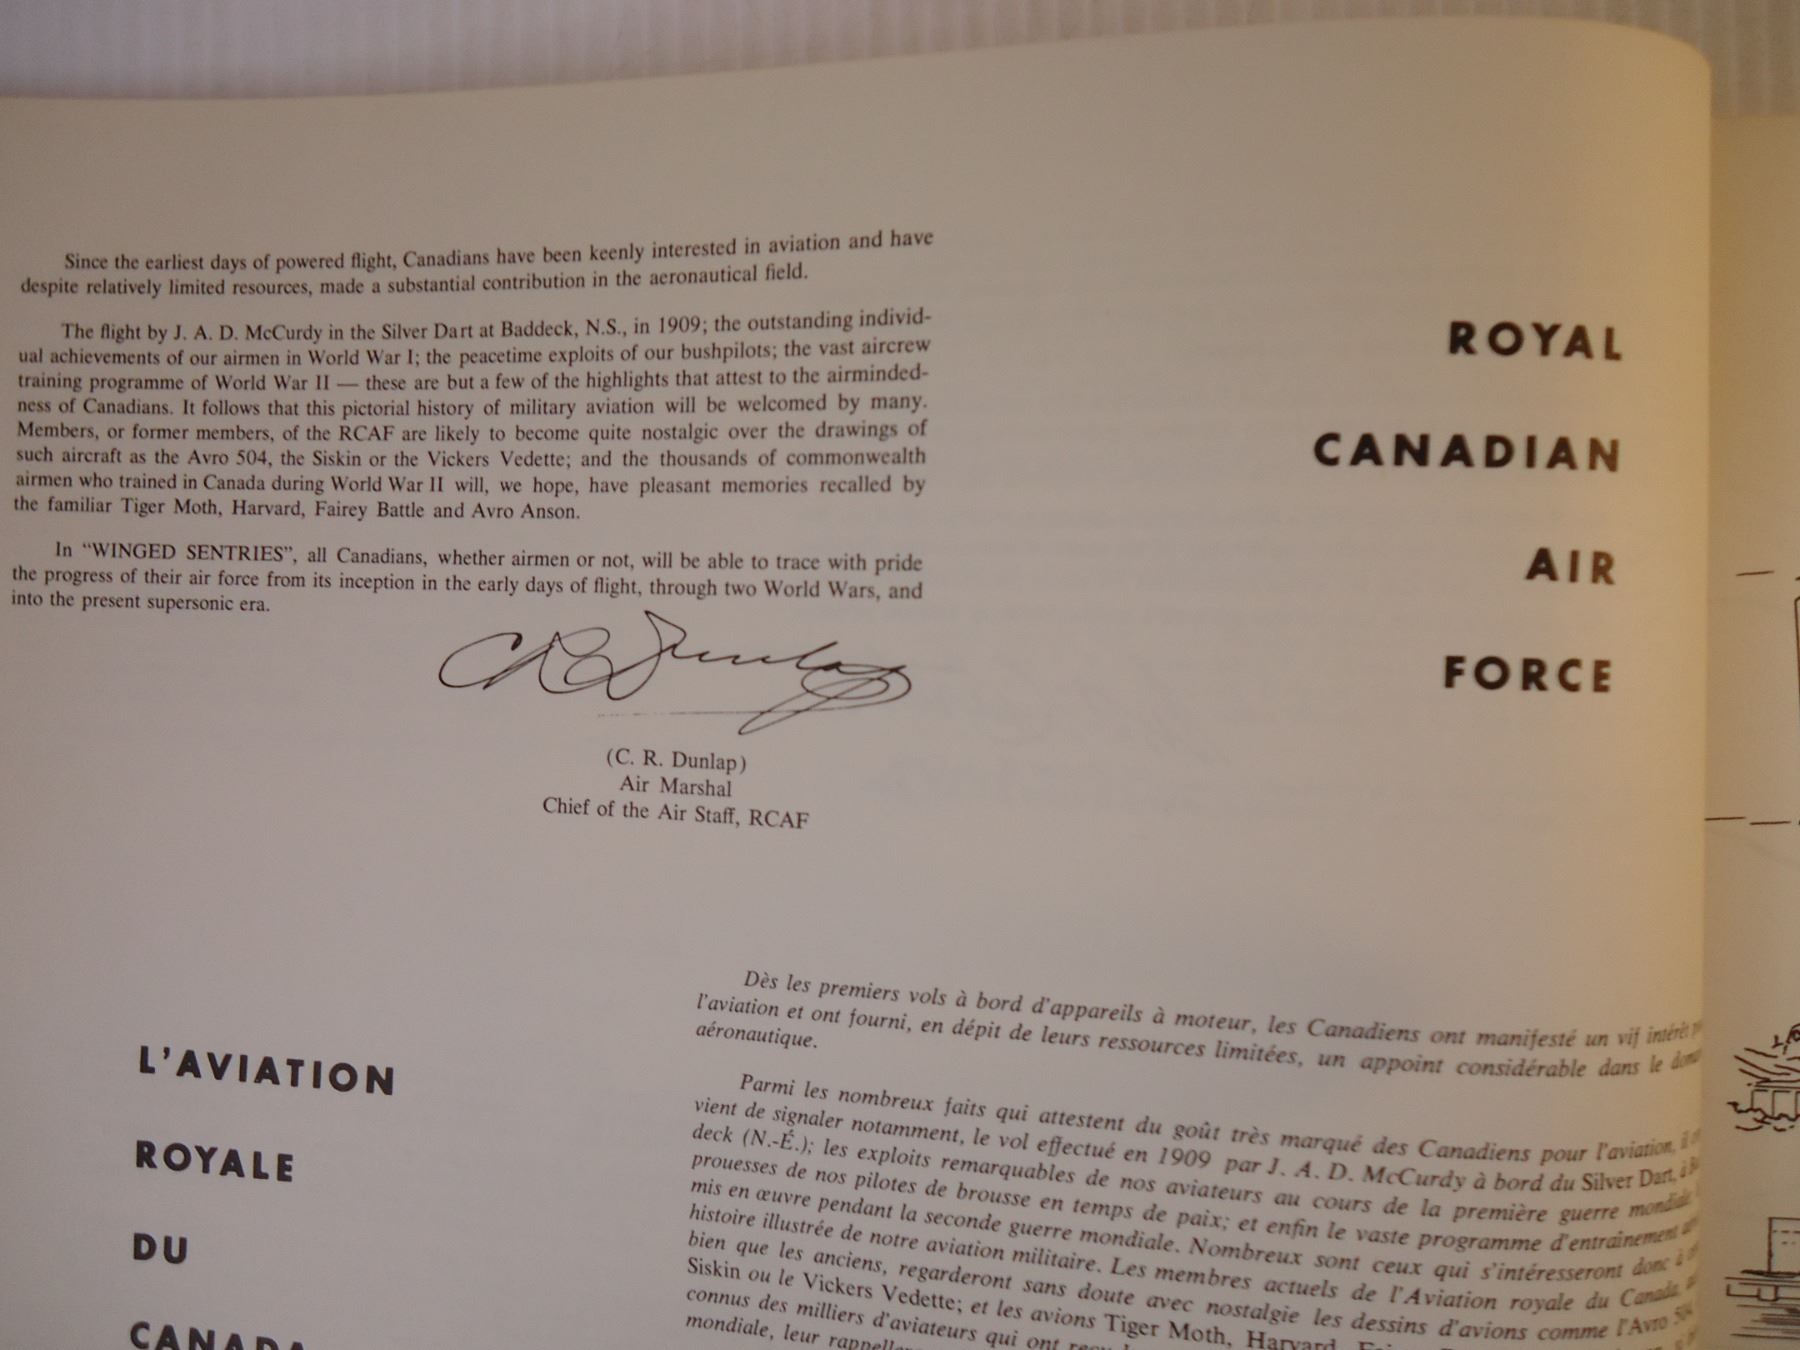 Since the earliest days of powered flight, Canadians have been keenly interested in aviation and have
despite relatively limited resources, made a substantial contribution in the aeronautical field.
The flight by J. A. D. McCurdy in the Silver Dart at Baddeck, N.S., in 1909; the outstanding individ-
ual achievements of our airmen in World War I; the peacetime exploits of our bushpilots; the vast aircrew
training programme of World War II — these are but a few of the highlights that attest to the airminded-
ness of Canadians. It follows that this pictorial history of military aviation will be welcomed by many.
Members, or former members, of the RCAF are likely to become quite nostalgic over the drawings of
such aircraft as the Avro 504, the Siskin or the Vickers Vedette; and the thousands of commonwealth
airmen who trained in Canada during World War II will, we hope, have pleasant memories recalled by
the familiar Tiger Moth, Harvard, Fairey Battle and Avro Anson.
In “WINGED SENTRIES”, all Canadians, whether airmen or not, will be able to trace with pride
the progress of their air force from its inception in the early days of flight, through two World Wars, and
into the present supersonic era.
CR Dunlap
(C. R. Dunlap)
Air Marshal
Chief of the Air Staff, RCAF
ROYAL
CANADIAN
AIR
FORCE
L'AVIATION
ROYALE
DU
CANADA
Dès les premiers vols à bord d'appareils à moteur, les Canadiens ont manifesté un vif intérêt
l'aviation et ont fourni, en dépit de leurs ressources limitées, un appoint considérable dans le
aéronautique.
Parmi les nombreux faits qui attestent du goût très marqué des Canadiens pour l'aviation, il
vient de signaler notamment, le vol effectué en 1909 par J. A. D. McCurdy à bord du Silver Dart, à
deck (N.-É.); les exploits remarquables de nos aviateurs au cours de la première guerre mondiale
prouesses de nos pilotes de brousse en temps de paix; et enfin le vaste programme d'entraînement
mis en œuvre pendant la seconde guerre mondiale. Nombreux sont ceux qui s'intéresseront donc à
histoire illustrée de notre aviation militaire. Les membres actuels de l'Aviation royale du Canada,
bien que les anciens, regarderont sans doute avec nostalgie les dessins d'avions comme l'Avro 504
Siskin ou le Vickers Vedette; et les avions Tiger Moth, Harvard,
connus des milliers d'aviateurs qui ont
mondiale, leur